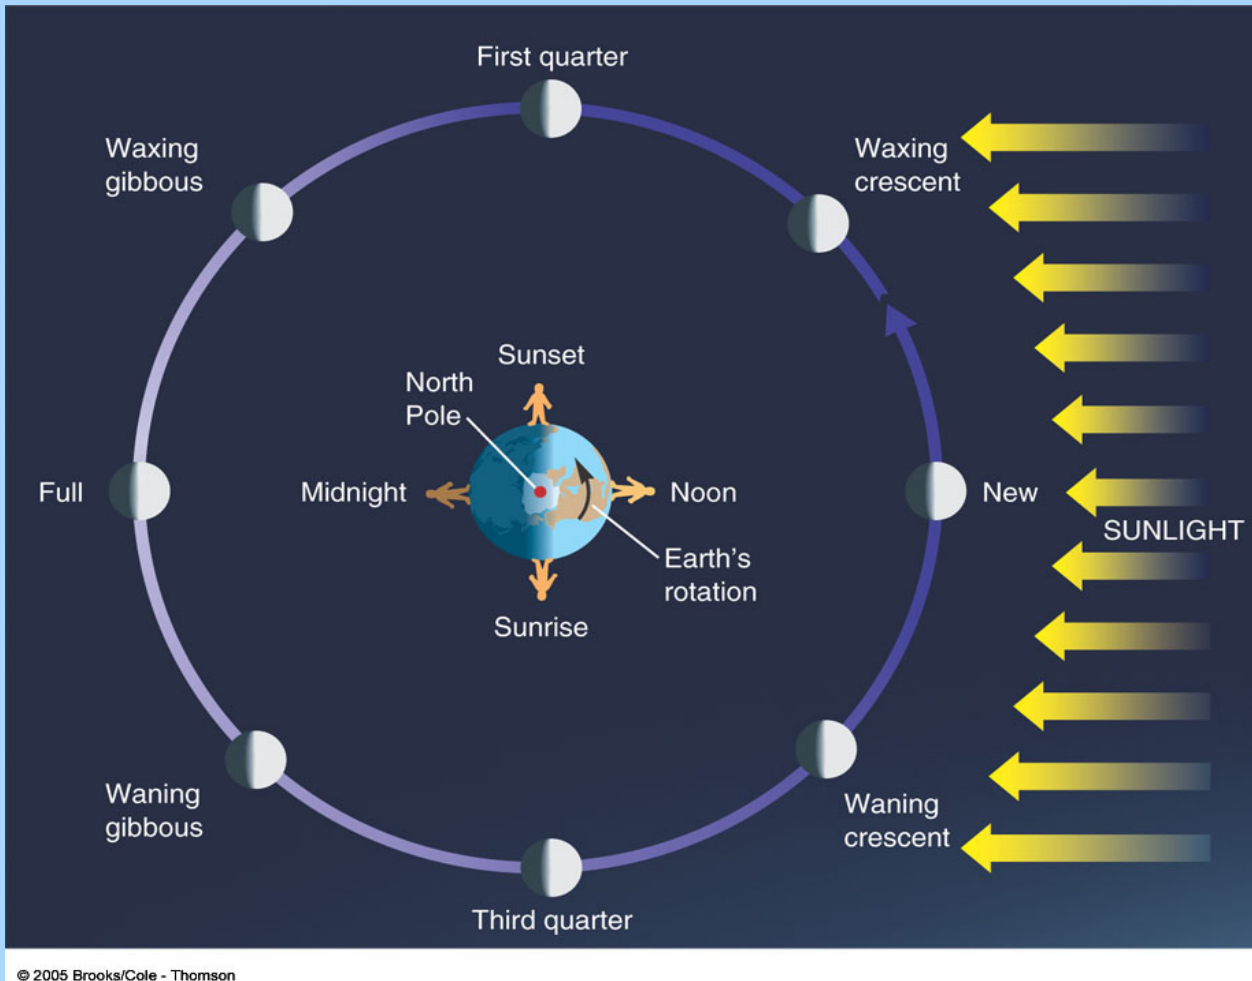 First quarter
Waxing
gibbous
Waxing
crescent
Sunset
North
Pole
Full
Midnight
Noon
New
SUNLIGHT
Earth's
rotation
Sunrise
Waning
gibbous
Waning
crescent
Third quarter
© 2005 Brooks/Cole - Thomson